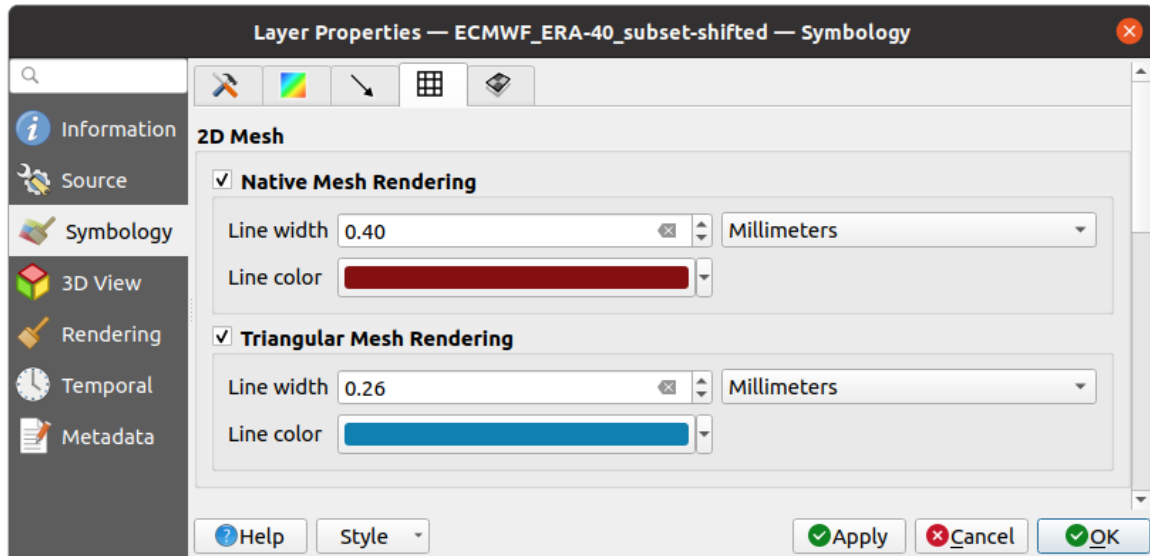 Layer Properties — ECMWF_ERA-40_subset-shifted — Symbology
Information
Source
Symbology
3D View
Rendering
Temporal
Metadata
2D Mesh
Native Mesh Rendering
Line width 0.40 Millimeters
Line color
Triangular Mesh Rendering
Line width 0.26 Millimeters
Line color
Help Style Apply Cancel OK